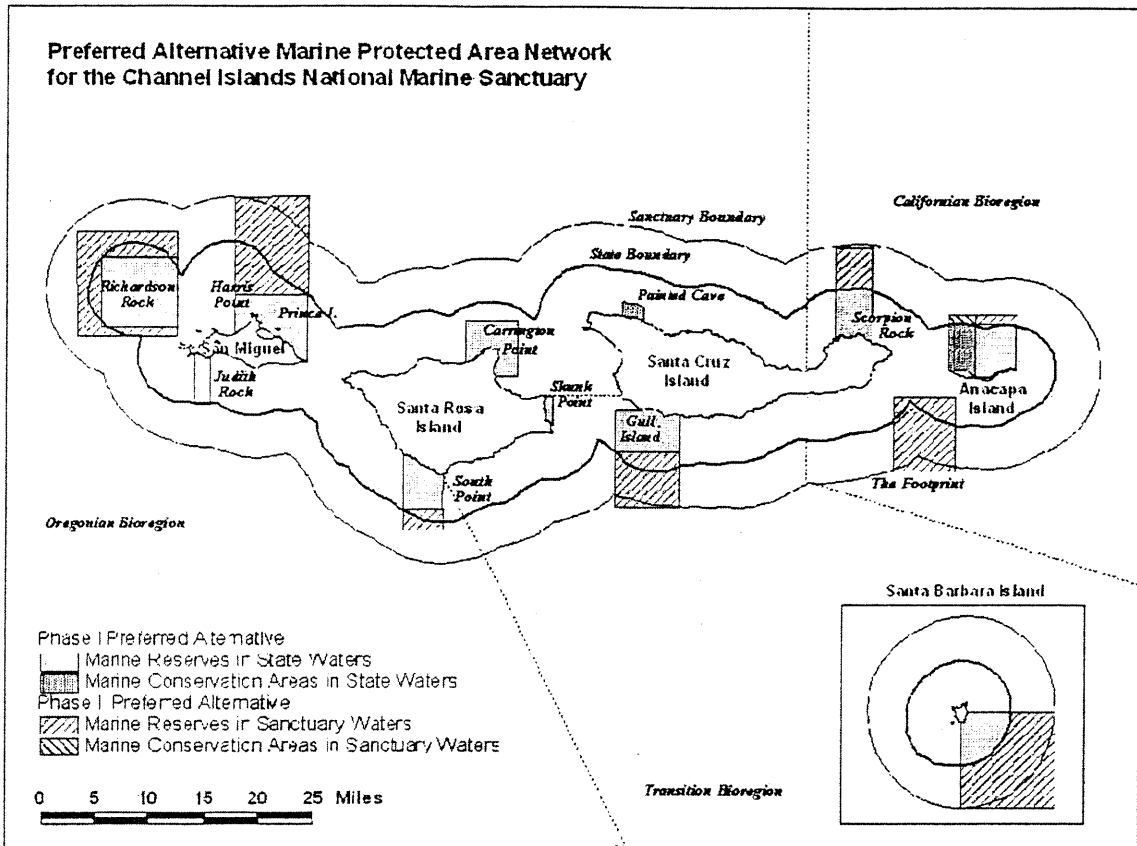 Preferred Alternative Marine Protected Area Network
for the Channel Islands National Marine Sanctuary
Californian Bioregion
Sanctuary Boundary
State Boundary
Richardson
Rock
Harris
Point
Prince I.
Painted Cave
Scorpion
Rock
Carrington
Point
San Miguel
Judith
Rock
Santa Cruz
Island
Skunk
Point
Anacapa
Island
Santa Rosa
Island
Gull
Island
South
Point
The Footprint
Oregonian Bioregion
Santa Barbara Island
Phase I Preferred Alternative
Marine Reserves in State Waters
Marine Conservation Areas in State Waters
Phase I Preferred Alternative
Marine Reserves in Sanctuary Waters
Marine Conservation Areas in Sanctuary Waters
0 5 10 15 20 25 Miles
Transition Bioregion